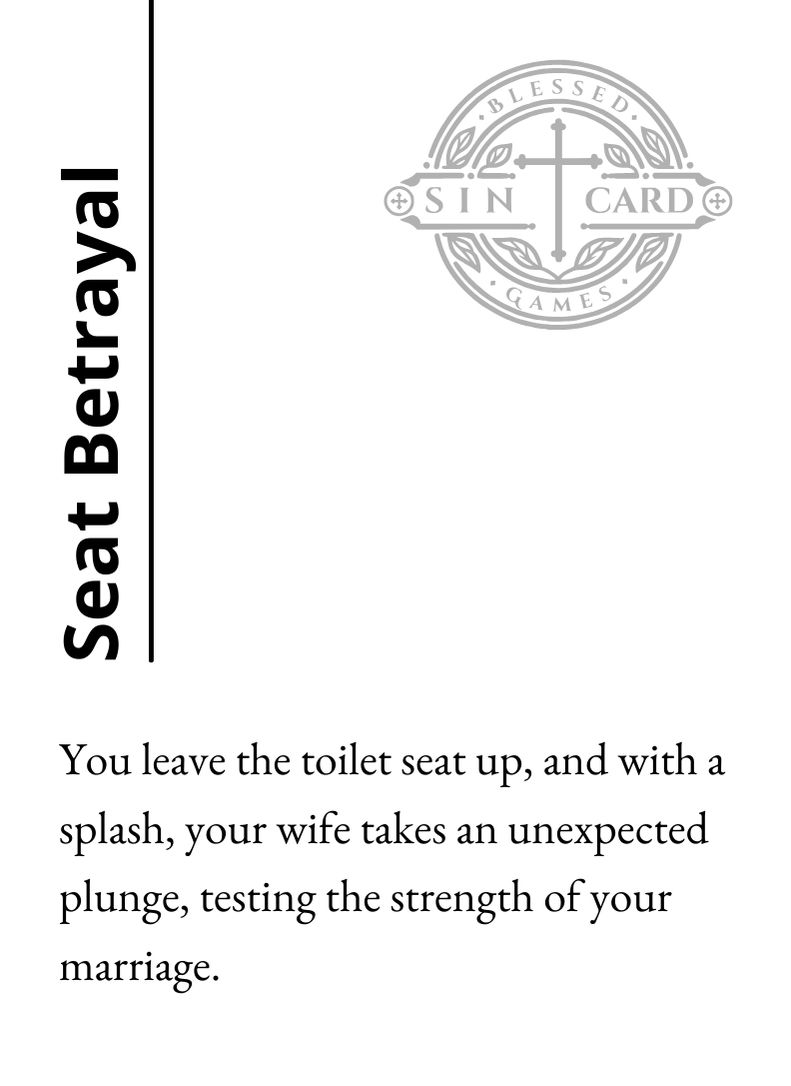 Seat Betrayal
BLESSED
SIN CARD
GAMES
You leave the toilet seat up, and with a
splash, your wife takes an unexpected
plunge, testing the strength of your
marriage.